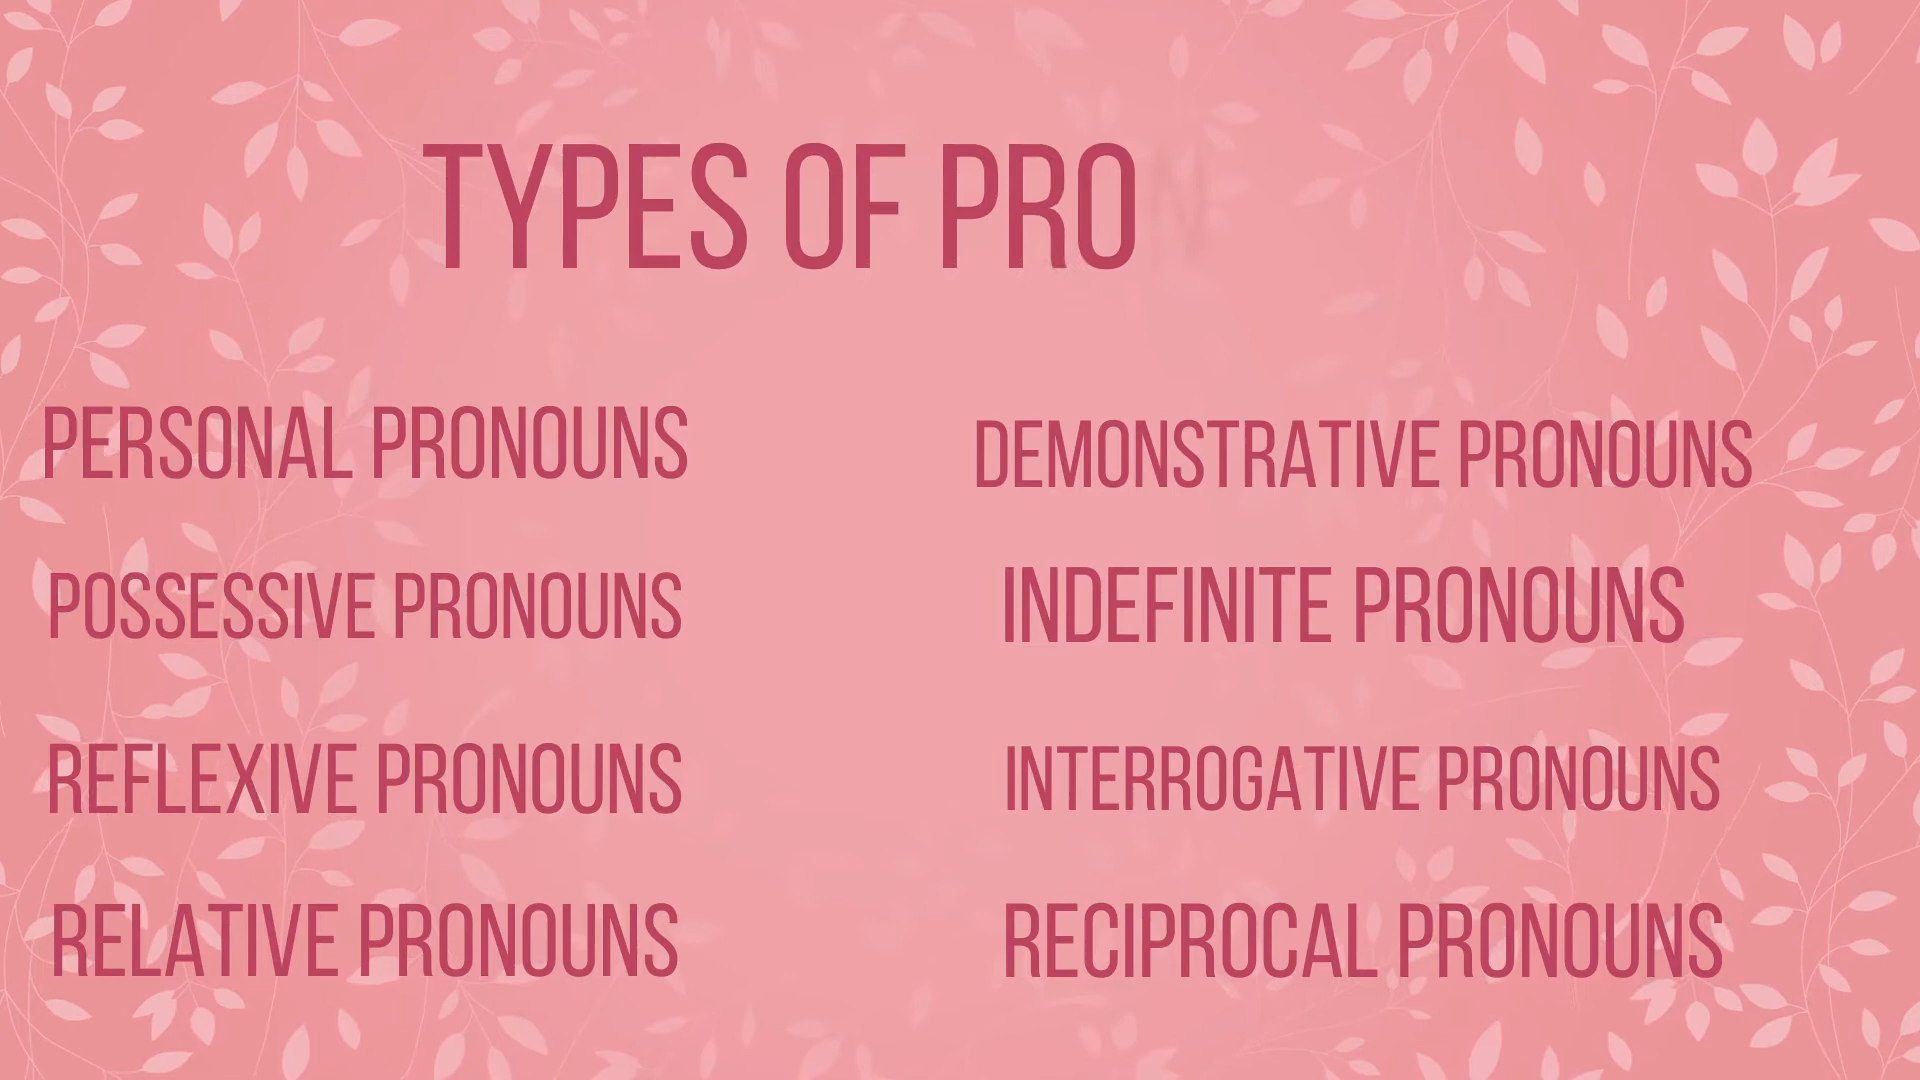 TYPES OF PRO
PERSONAL PRONOUNS
POSSESSIVE PRONOUNS
REFLEXIVE PRONOUNS
RELATIVE PRONOUNS
DEMONSTRATIVE PRONOUNS
INDEFINITE PRONOUNS
INTERROGATIVE PRONOUNS
RECIPROCAL PRONOUNS